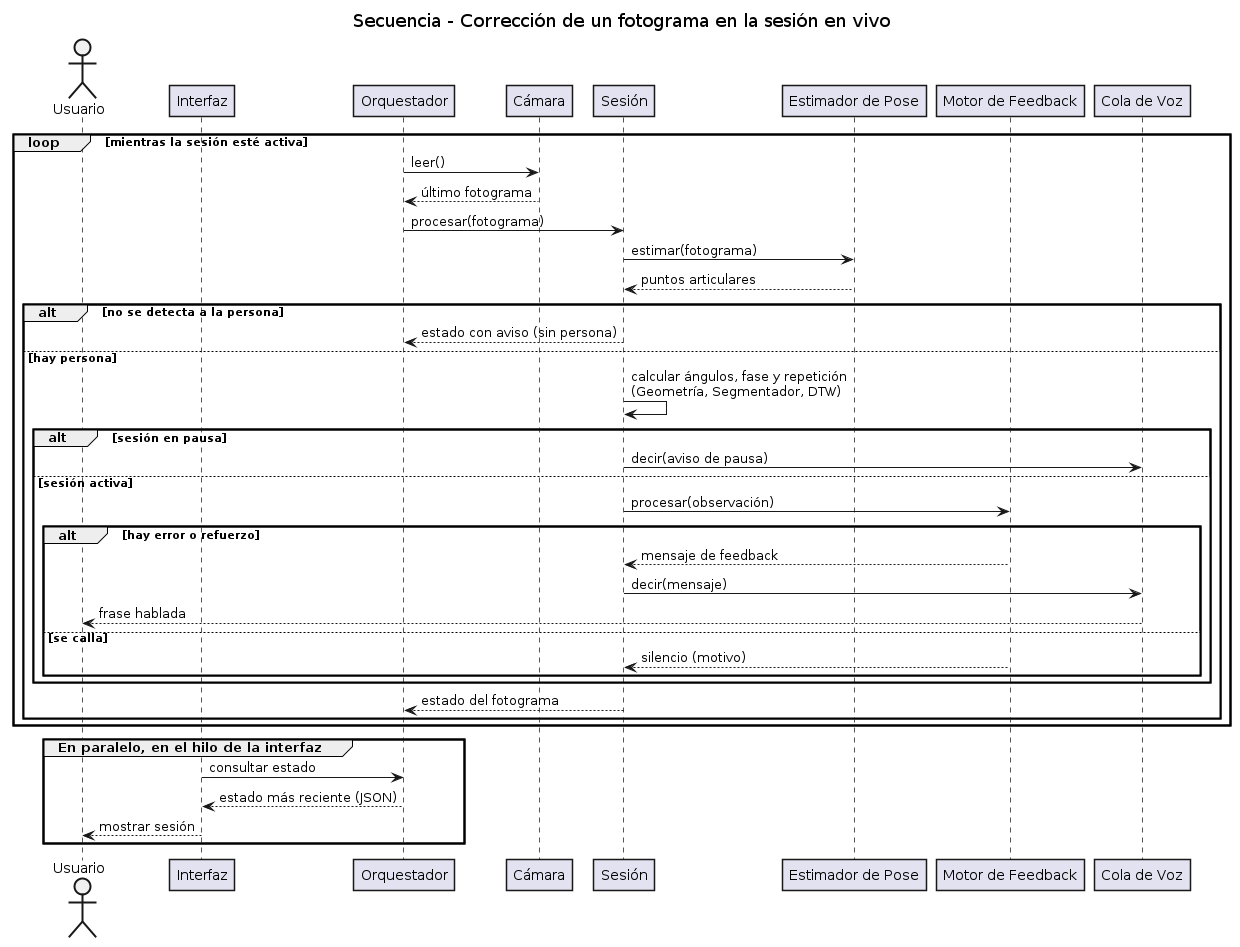 Secuencia - Corrección de un fotograma en la sesión en vivo
Usuario
Interfaz
Orquestador
Cámara
Sesión
Estimador de Pose
Motor de Feedback
Cola de Voz
loop [mientras la sesión esté activa]
leer()
último fotograma
procesar(fotograma)
estimar(fotograma)
puntos articulares
alt [no se detecta a la persona]
estado con aviso (sin persona)
[hay persona]
calcular ángulos, fase y repetición
(Geometría, Segmentador, DTW)
alt [sesión en pausa]
decir(aviso de pausa)
[sesión activa]
procesar(observación)
alt [hay error o refuerzo]
mensaje de feedback
decir(mensaje)
frase hablada
[se calla]
silencio (motivo)
estado del fotograma
En paralelo, en el hilo de la interfaz
consultar estado
estado más reciente (JSON)
mostrar sesión
Usuario
Interfaz
Orquestador
Cámara
Sesión
Estimador de Pose
Motor de Feedback
Cola de Voz